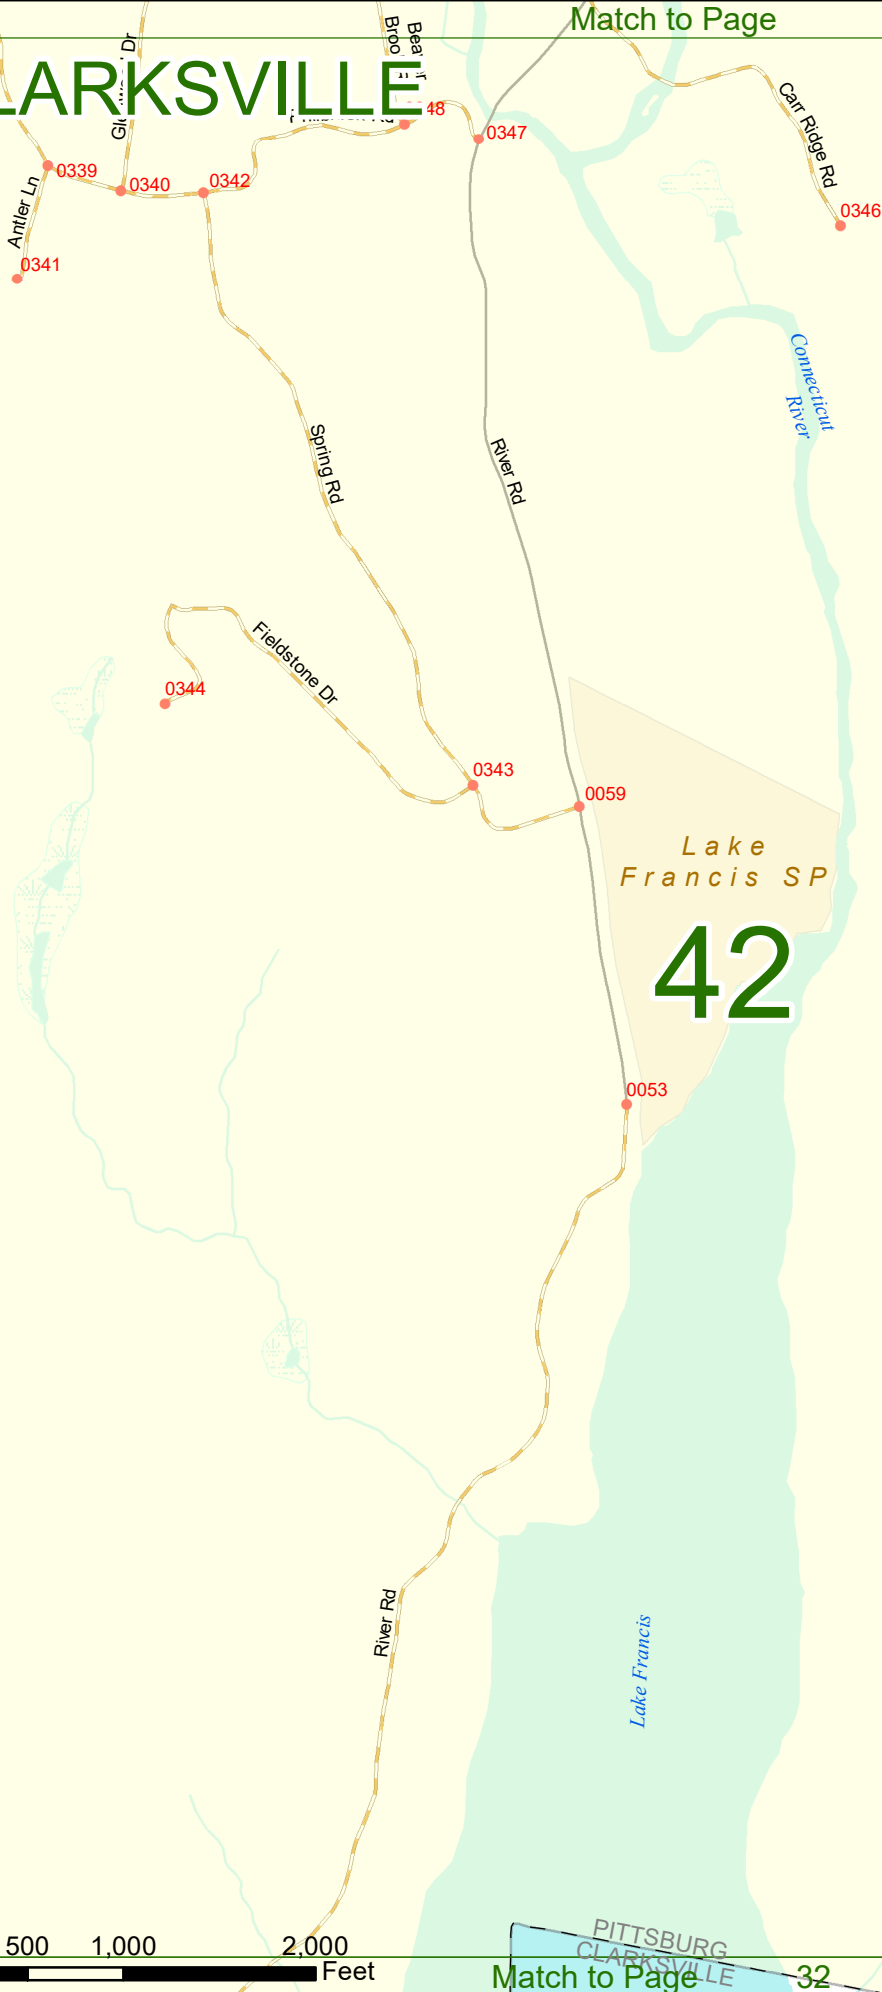 Match to Page
LARKSVILLE
Carr Ridge Rd
48
0347
0339
0340
0342
Antler Ln
0346
0341
Connecticut
River
Spring Rd
River Rd
Fieldstone Dr
0344
0343
0059
Lake
Francis SP
42
0053
River Rd
Lake Francis
PITTSBURG
CLARKSVILLE
500 1,000 2,000
Feet
Match to Page 32